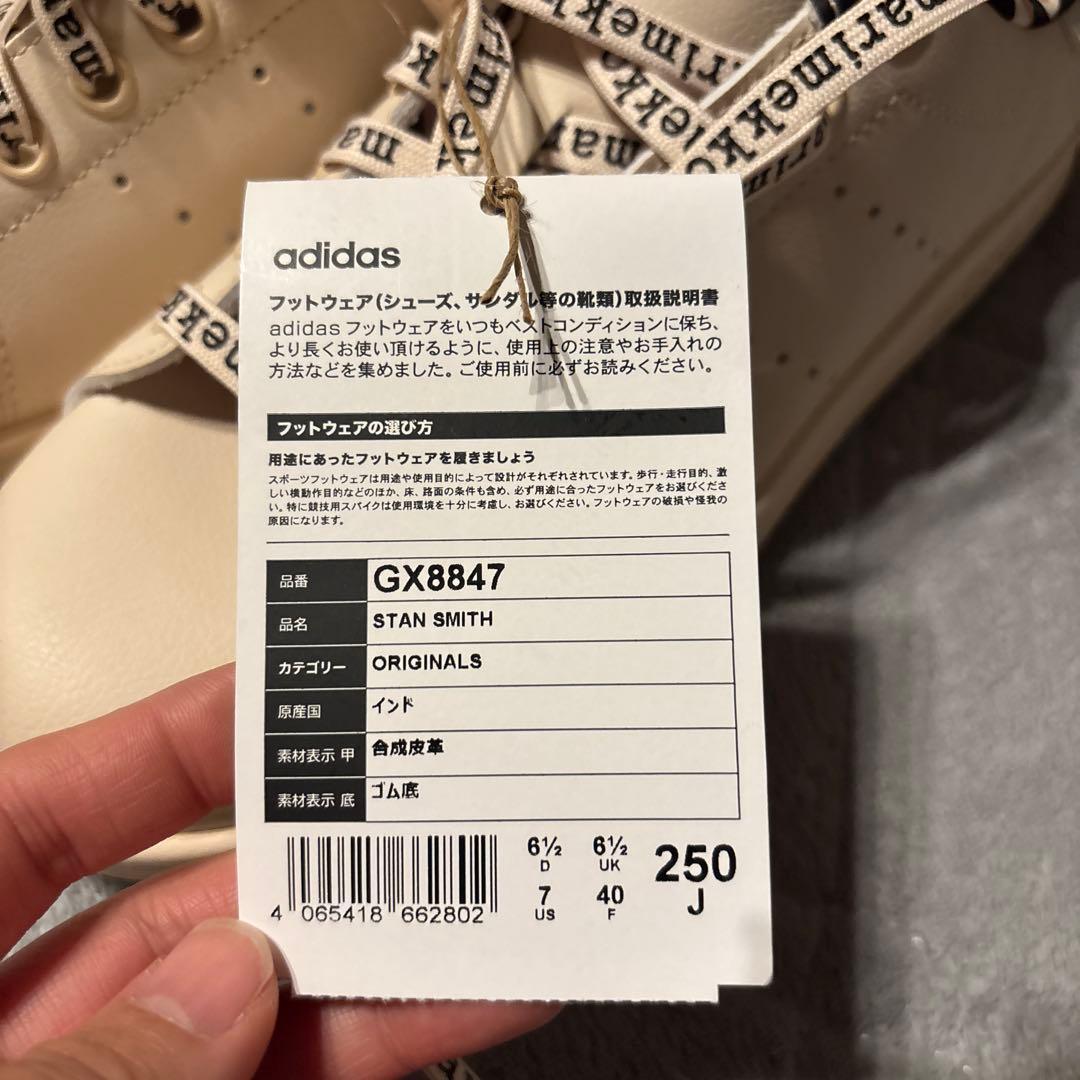 marimekko
adidas
フットウェア(シューズ、サンダル等の靴類)取扱説明書
adidas フットウェアをいつもベストコンディションに保ち、
より長くお使い頂けるように、使用上の注意やお手入れの
方法などを集めました。ご使用前に必ずお読みください。
フットウェアの選び方
用途にあったフットウェアを履きましょう
スポーツフットウェアは用途や使用目的によって設計がそれぞれされています。歩行・走行目的、激
しい横動作目的などのほか、床、路面の条件も含め、必ず用途に合ったフットウェアをお選びくださ
い。特に競技用スパイクは使用環境を十分に考慮し、お選びください。フットウェアの破損や怪我の
原因になります。
品番 GX8847
品名 STAN SMITH
カテゴリー ORIGINALS
原産国 インド
素材表示 甲 合成皮革
素材表示 底 ゴム底
6½ D 6½ UK 250 J
7 US 40 F
4 065418 662802